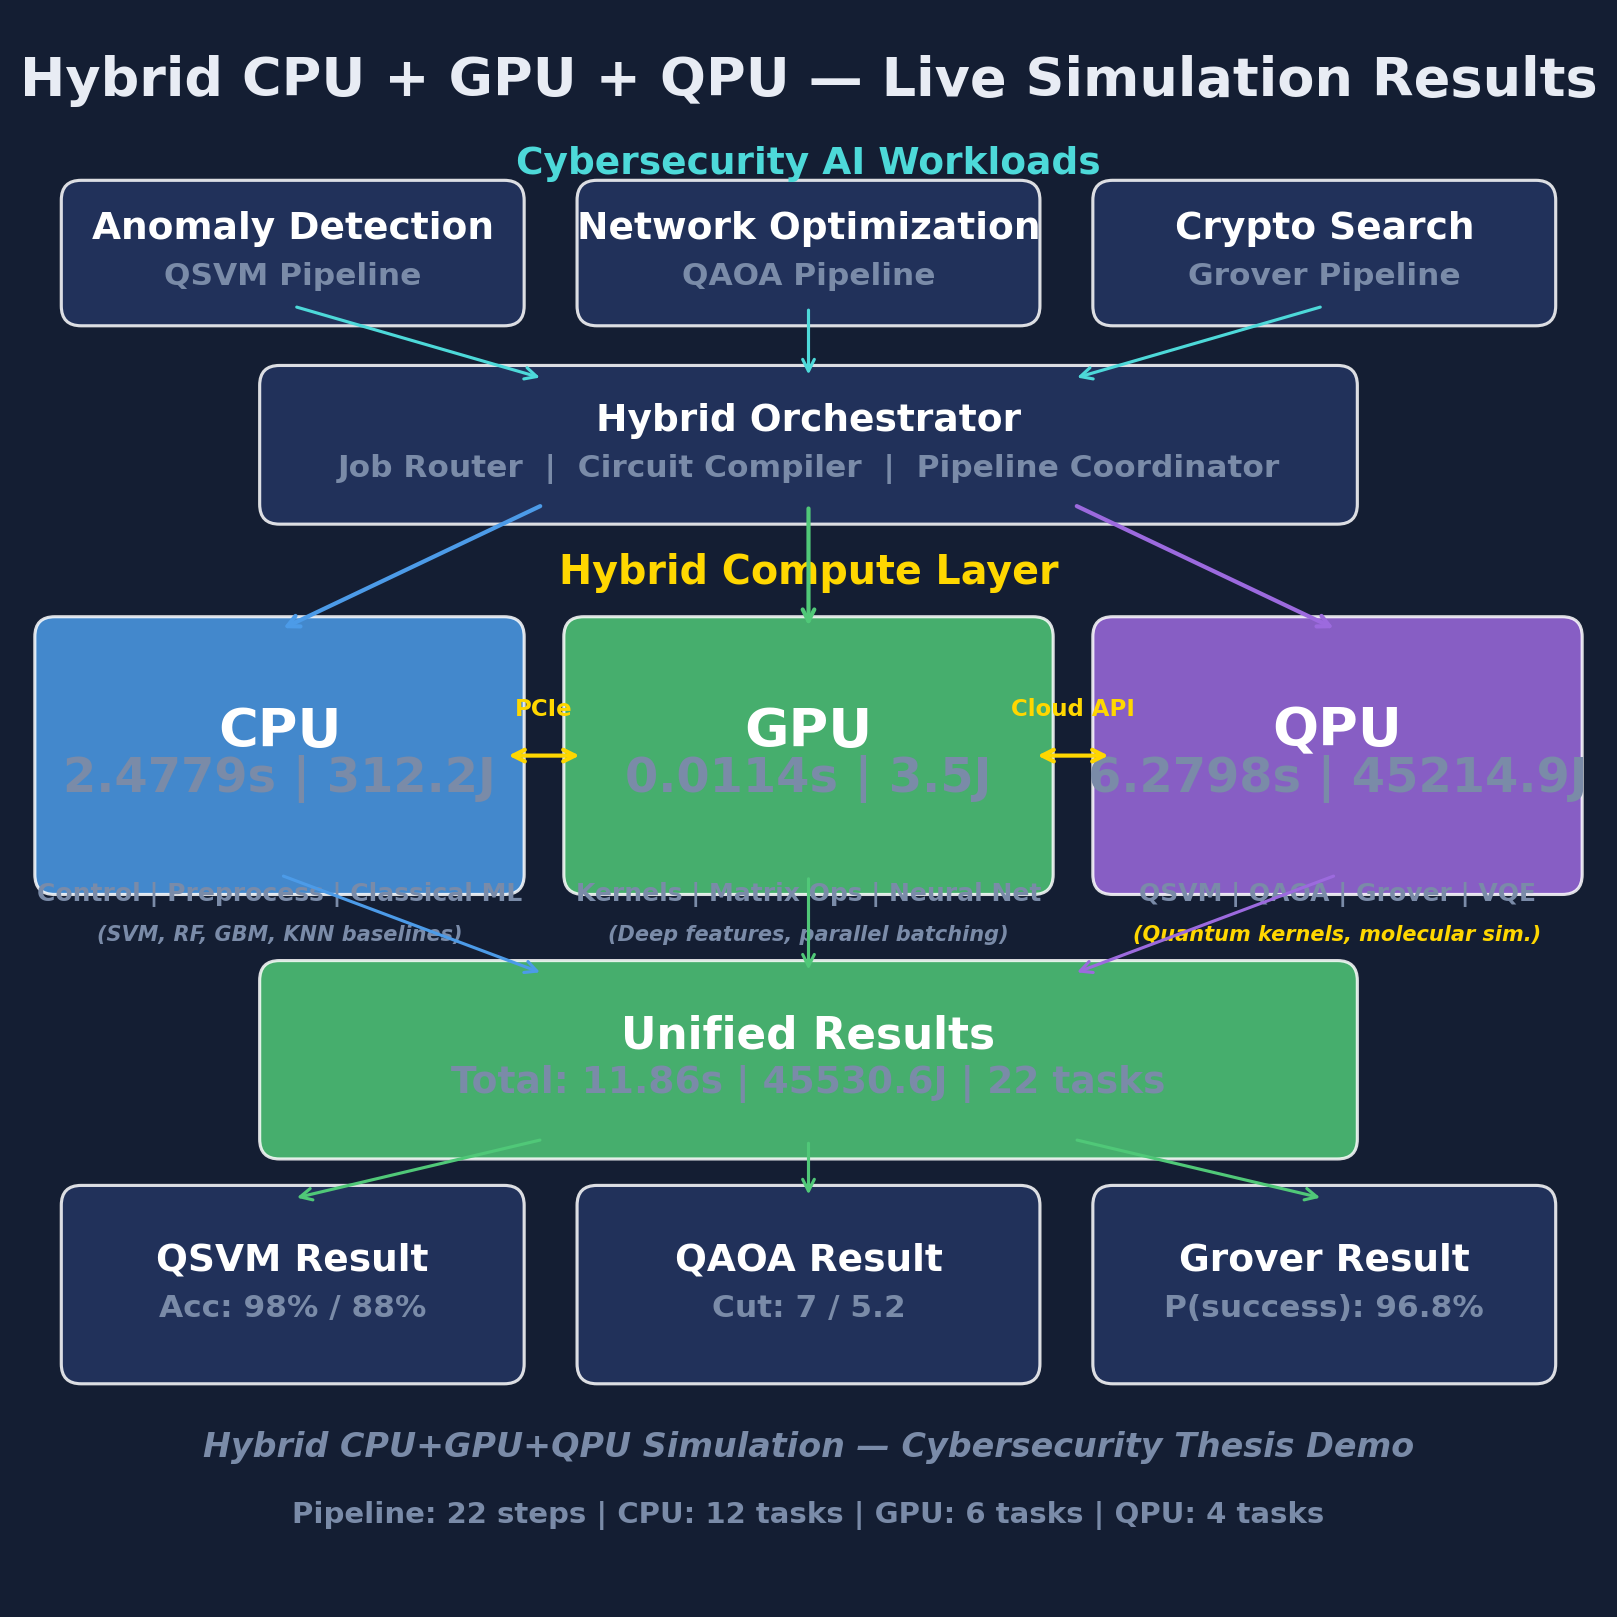 Hybrid CPU + GPU + QPU — Live Simulation Results
Cybersecurity AI Workloads
Anomaly Detection
QSVM Pipeline
Network Optimization
QAOA Pipeline
Crypto Search
Grover Pipeline
Hybrid Orchestrator
Job Router | Circuit Compiler | Pipeline Coordinator
Hybrid Compute Layer
CPU
2.4779s | 312.2J
PCIe
GPU
0.0114s | 3.5J
Cloud API
QPU
6.2798s | 45214.9J
Control | Preprocess | Classical ML
(SVM, RF, GBM, KNN baselines)
Kernels | Matrix Ops | Neural Net
(Deep features, parallel batching)
QSVM | QAOA | Grover | VQE
(Quantum kernels, molecular sim.)
Unified Results
Total: 11.86s | 45530.6J | 22 tasks
QSVM Result
Acc: 98% / 88%
QAOA Result
Cut: 7 / 5.2
Grover Result
P(success): 96.8%
Hybrid CPU+GPU+QPU Simulation — Cybersecurity Thesis Demo
Pipeline: 22 steps | CPU: 12 tasks | GPU: 6 tasks | QPU: 4 tasks